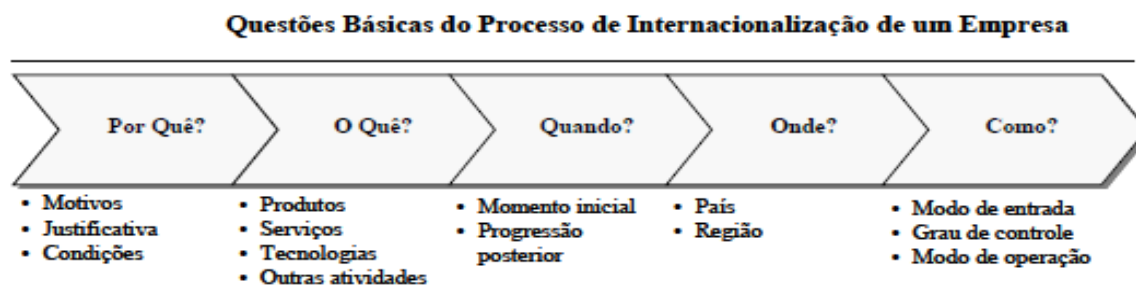 Questões Básicas do Processo de Internacionalização de um Empresa
Por Quê?
O Quê?
Quando?
Onde?
Como?
• Motivos
• Justificativa
• Condições
• Produtos
• Serviços
• Tecnologias
• Outras atividades
• Momento inicial
• Progressão
posterior
• País
• Região
• Modo de entrada
• Grau de controle
• Modo de operação